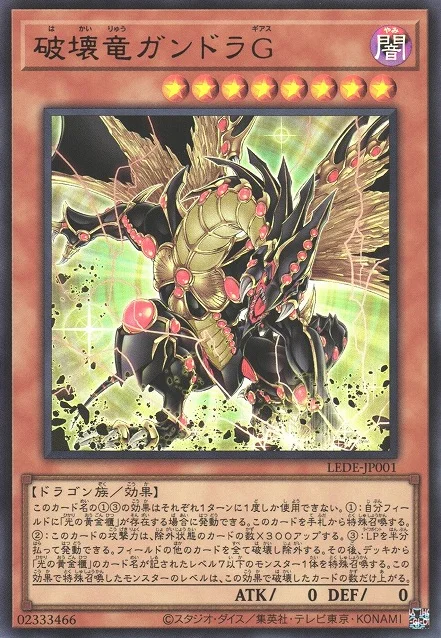 破壊竜ガンドラG
闇
LEDE-JP001
【ドラゴン族／効果】
このカード名の①③の効果はそれぞれ1ターンに1度しか使用できない。①：自分フィー
ルドに「光の黄金櫃」が存在する場合に発動できる。このカードを手札から特殊召喚する。
②：このカードの攻撃力は、除外状態のカードの数×300アップする。③：LPを半分
払って発動できる。フィールドの他のカードを全て破壊し除外する。その後、デッキから
「光の黄金櫃」のカード名が記されたレベル7以下のモンスター1体を特殊召喚する。この
効果で特殊召喚したモンスターのレベルは、この効果で破壊したカードの数だけ上がる。
ATK/ 0 DEF/ 0
02333466
©スタジオ・ダイス／集英社・テレビ東京・KONAMI